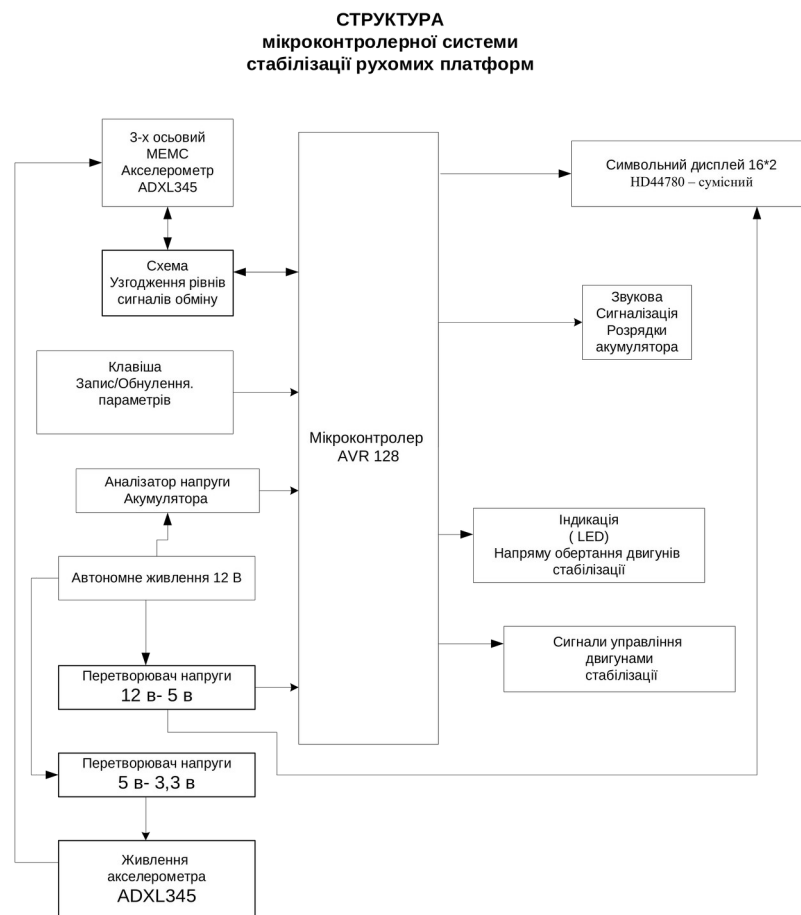 СТРУКТУРА
мікроконтролерної системи
стабілізації рухомих платформ
3-х осьовий
МЕМС
Акселерометр
ADXL345
Символьний дисплей 16*2
HD44780 – сумісний
Схема
Узгодження рівнів
сигналів обміну
Звукова
Сигналізація
Розрядки
акумулятора
Клавіша
Запис/Обнулення.
параметрів
Мікроконтролер
AVR 128
Аналізатор напруги
Акумулятора
Індикація
( LED)
Напряму обертання двигунів
стабілізації
Автономне живлення 12 В
Сигнали управління
двигунами
стабілізації
Перетворювач напруги
12 в- 5 в
Перетворювач напруги
5 в- 3,3 в
Живлення
акселерометра
ADXL345